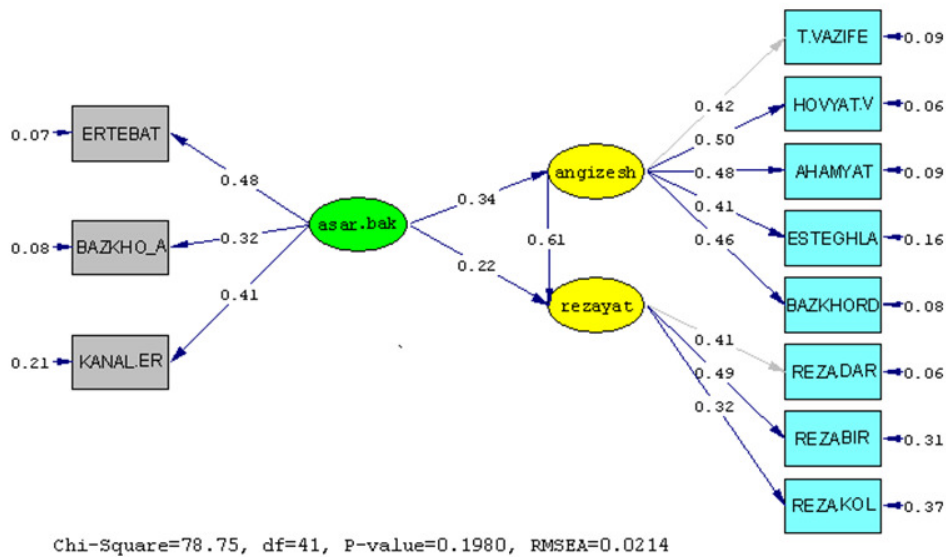 T.VAZIFE
0.09
0.42
HOVYAT.V
0.06
0.50
0.07
ERTEBAT
AHAMYAT
0.09
0.48
angizesh
0.48
0.34
0.41
asar.bak
ESTEGHLA
0.16
0.08
BAZKHO_A
0.32
0.61
0.46
0.22
0.41
BAZKHORD
0.08
rezayat
0.41
0.21
KANAL.ER
REZA.DAR
0.06
0.49
0.32
REZABIR
0.31
REZA.KOL
0.37
Chi-Square=78.75, df=41, P-value=0.1980, RMSEA=0.0214